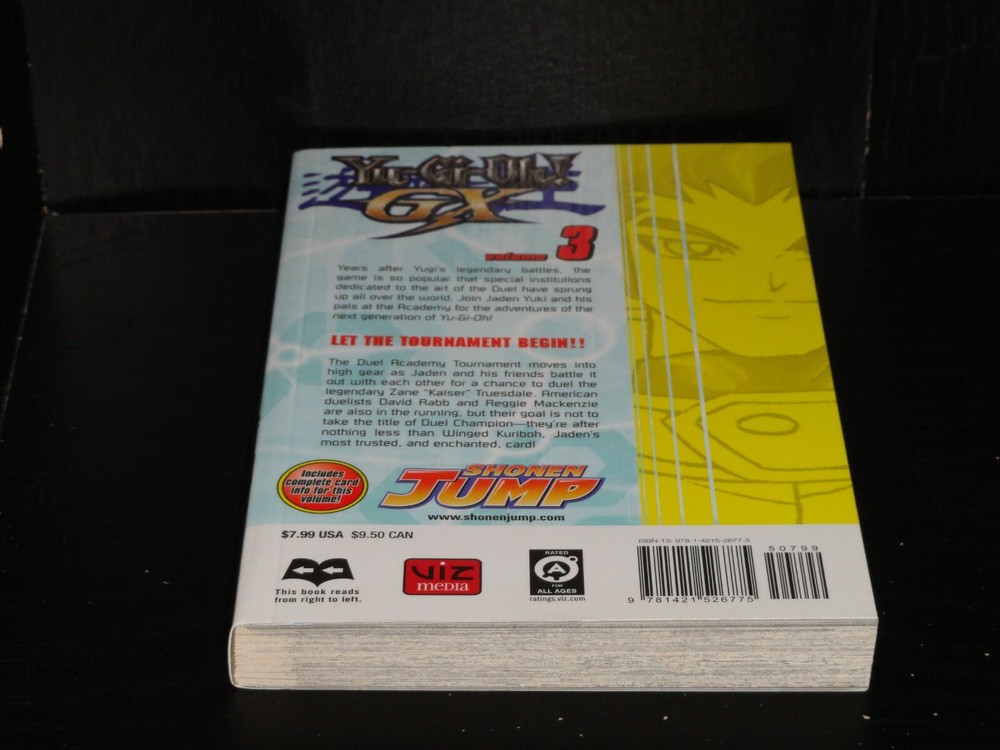 Yu-Gi-Oh!
GX
volume 3
Years after Yugi's legendary battles, the
game is so popular that special institutions
dedicated to the art of the Duel have sprung
up all over the world. Join Jaden Yuki and his
pals at the Academy for the adventures of the
next generation of Yu-Gi-Oh!
LET THE TOURNAMENT BEGIN!!
The Duel Academy Tournament moves into
high gear as Jaden and his friends battle it
out with each other for a chance to duel the
legendary Zane "Kaiser" Truesdale. American
duelists David Rabb and Reggie Mackenzie
are also in the running, but their goal is not to
take the title of Duel Champion—they're after
nothing less than Winged Kuriboh, Jaden's
most trusted, and enchanted, card!
Includes
complete card
info for this
volume!
SHONEN
JUMP
www.shonenjump.com
$7.99 USA $9.50 CAN
This book reads
from right to left.
VIZ
MEDIA
RATED
A
FOR
ALL AGES
ratings.viz.com
ISBN-13: 978-1-4215-2677-5
50799
9 781421 526775